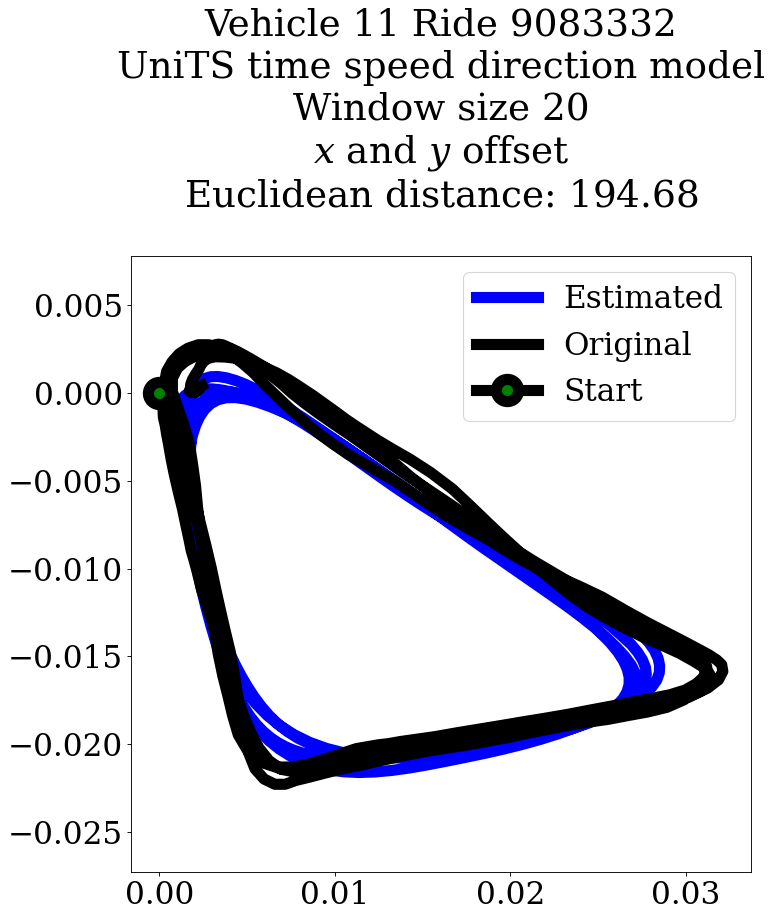 Vehicle 11 Ride 9083332
UniTS time speed direction model
Window size 20
x and y offset
Euclidean distance: 194.68
Estimated
Original
Start
0.005
0.000
−0.005
−0.010
−0.015
−0.020
−0.025
0.00 0.01 0.02 0.03